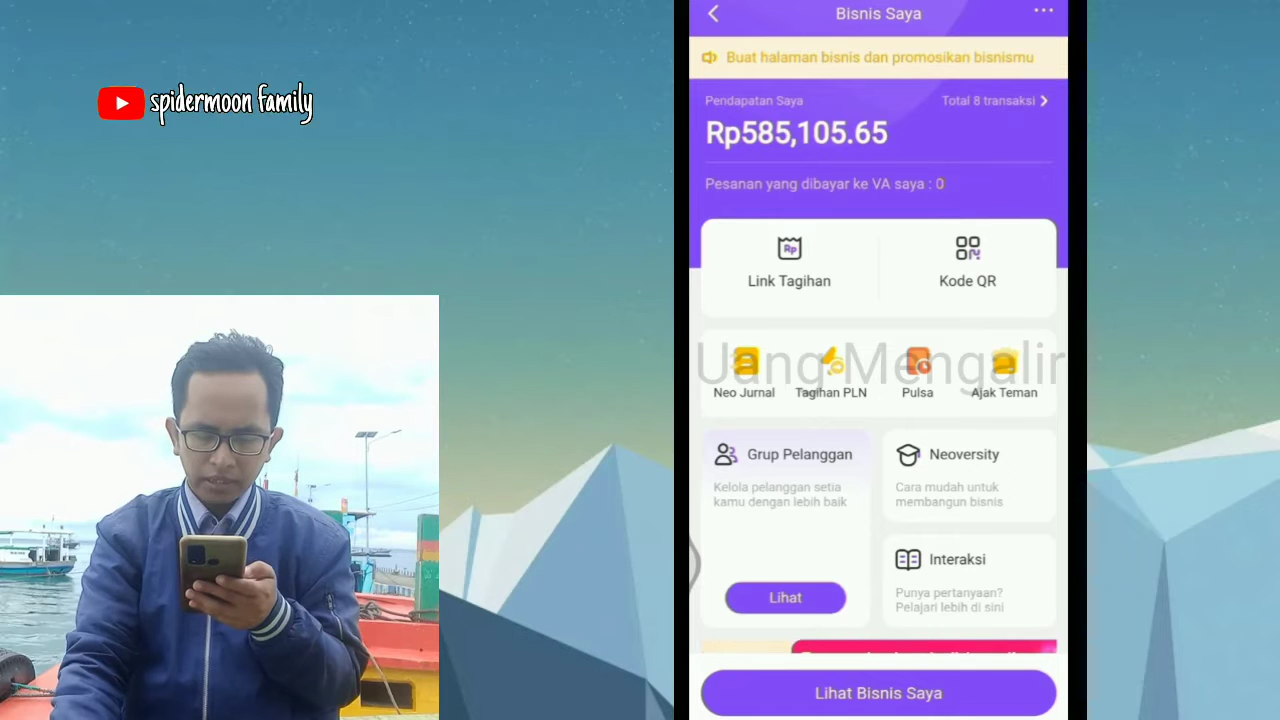 spidermoon family
Bisnis Saya
Buat halaman bisnis dan promosikan bisnismu
Pendapatan Saya
Total 8 transaksi
Rp585,105.65
Pesanan yang dibayar ke VA saya : 0
Rp
Link Tagihan
Kode QR
Uang Mengalir
Neo Jurnal
Tagihan PLN
Pulsa
Ajak Teman
Grup Pelanggan
Kelola pelanggan setia
kamu dengan lebih baik
Lihat
Neoversity
Cara mudah untuk
membangun bisnis
Interaksi
Punya pertanyaan?
Pelajari lebih di sini
Lihat Bisnis Saya